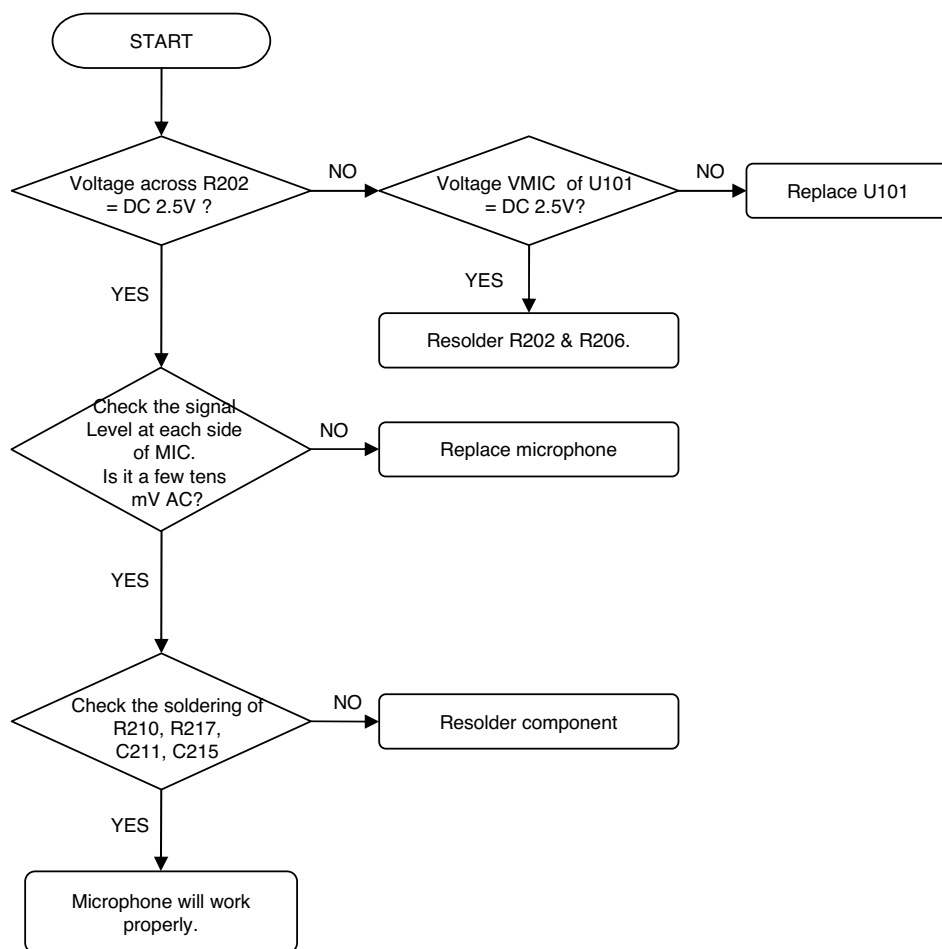 START
Voltage across R202
= DC 2.5V ?
NO
Voltage VMIC of U101
= DC 2.5V?
NO
Replace U101
YES
YES
Resolder R202 & R206.
Check the signal
Level at each side
of MIC.
Is it a few tens
mV AC?
NO
Replace microphone
YES
Check the soldering of
R210, R217,
C211, C215
NO
Resolder component
YES
Microphone will work
properly.